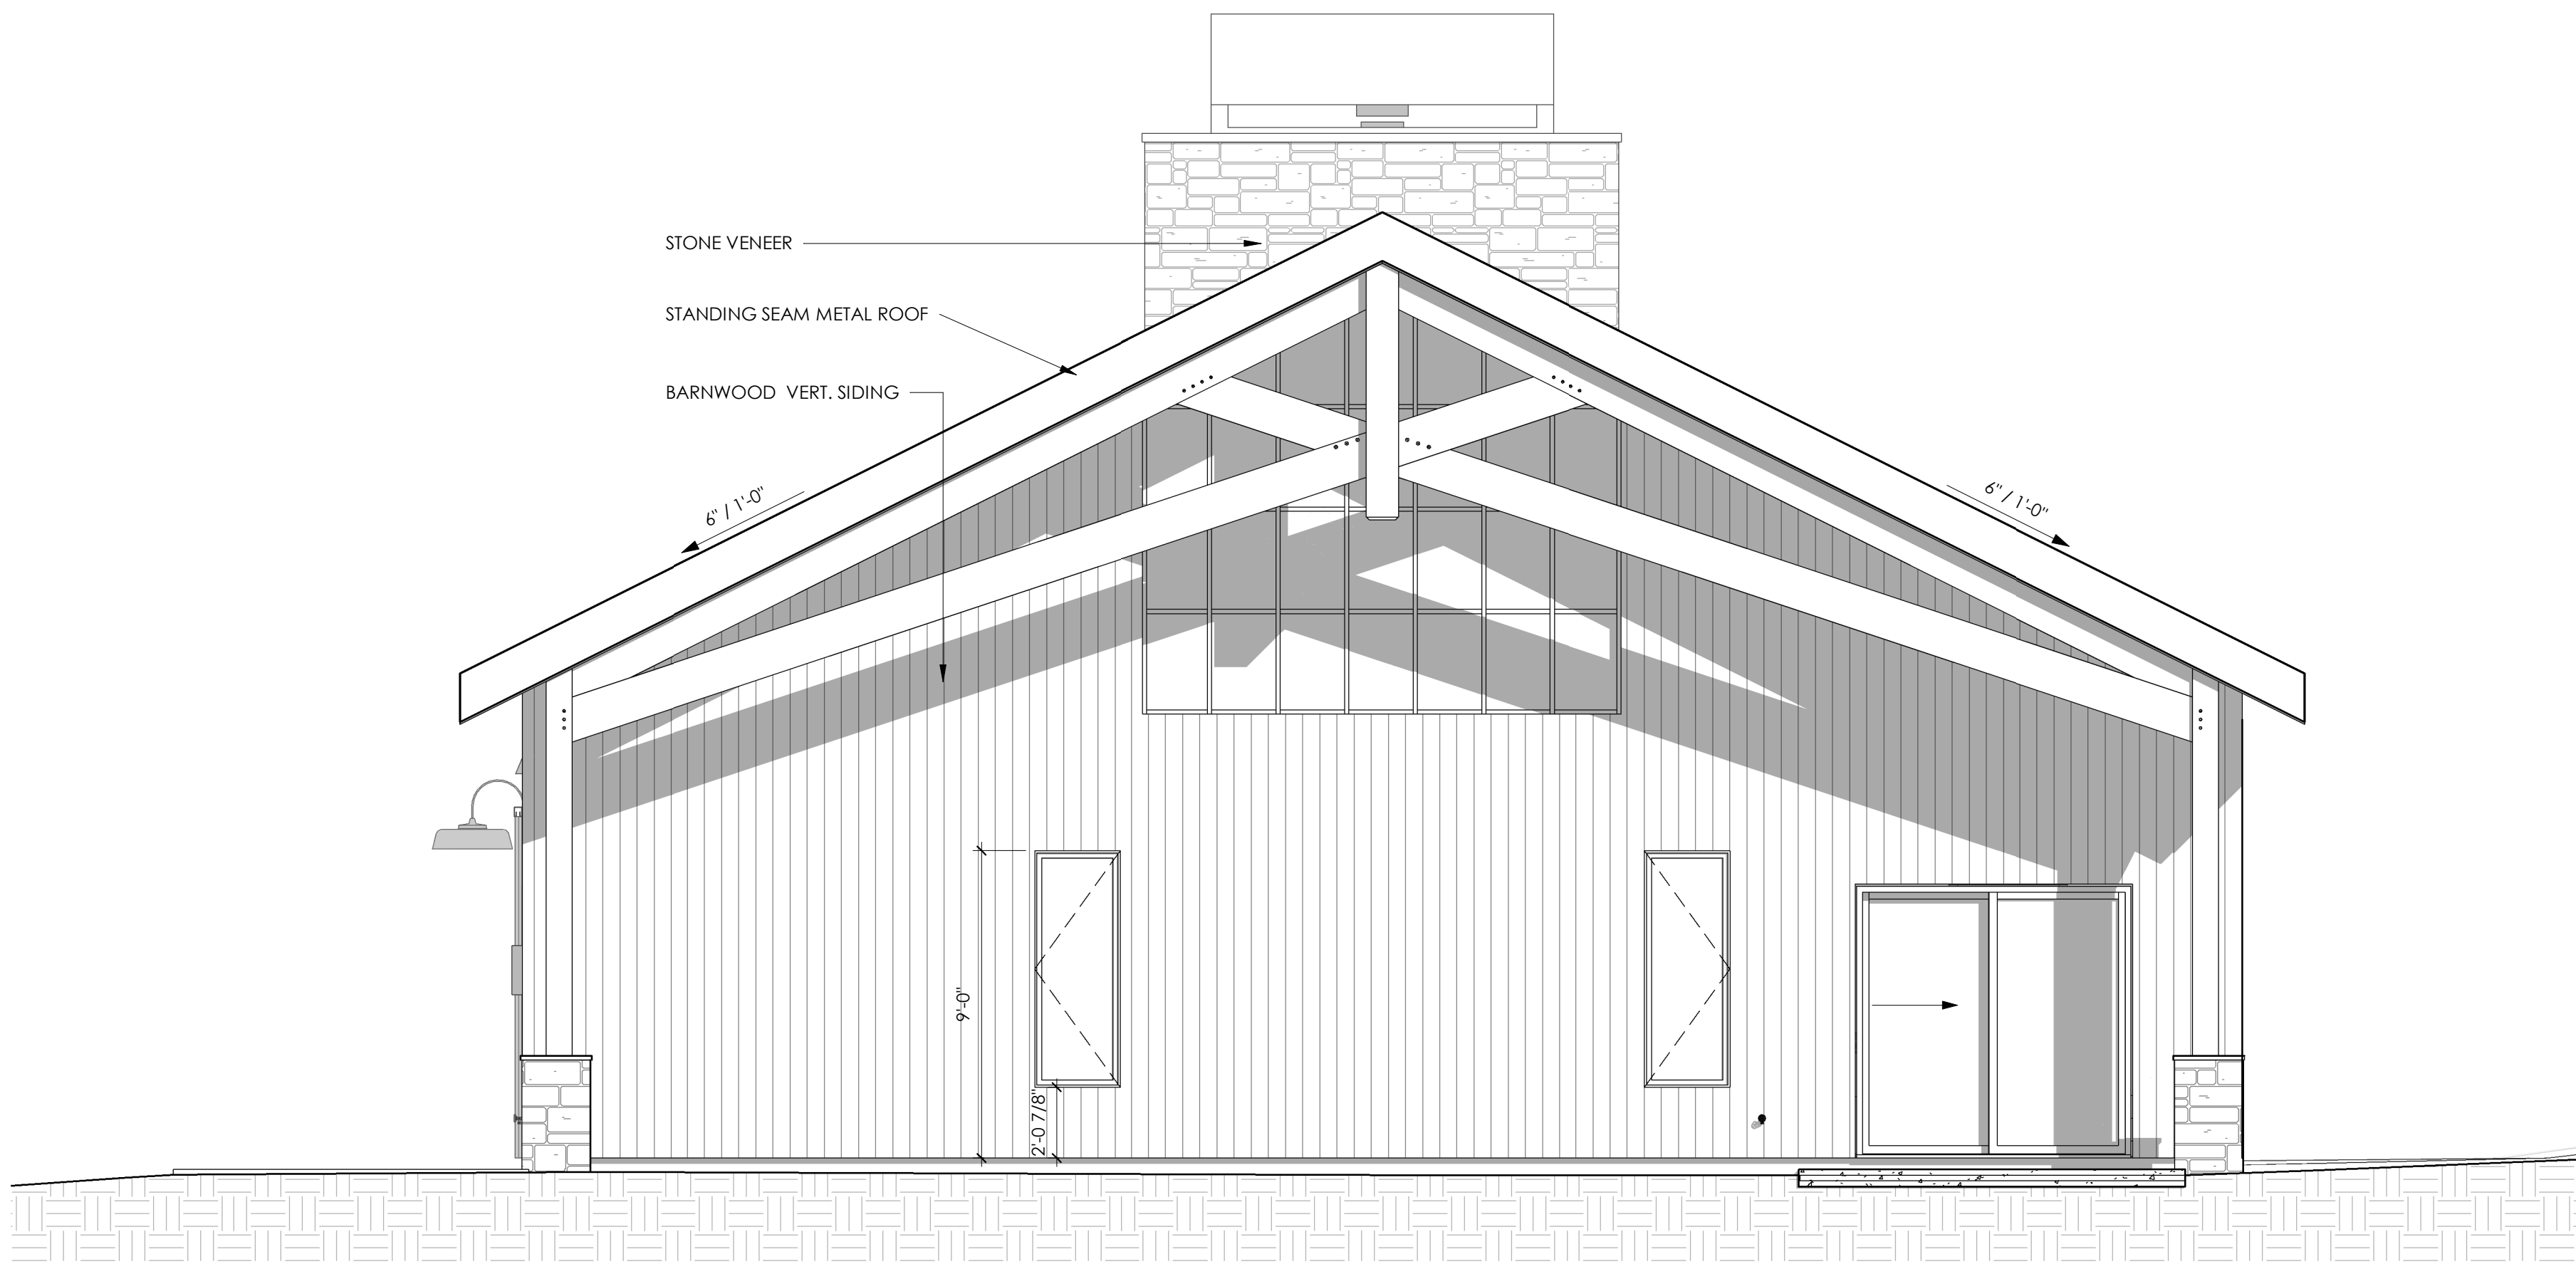 STONE VENEER
STANDING SEAM METAL ROOF
BARNWOOD VERT. SIDING
6" / 1'-0"
6" / 1'-0"
9'-0"
2'-0 7/8"